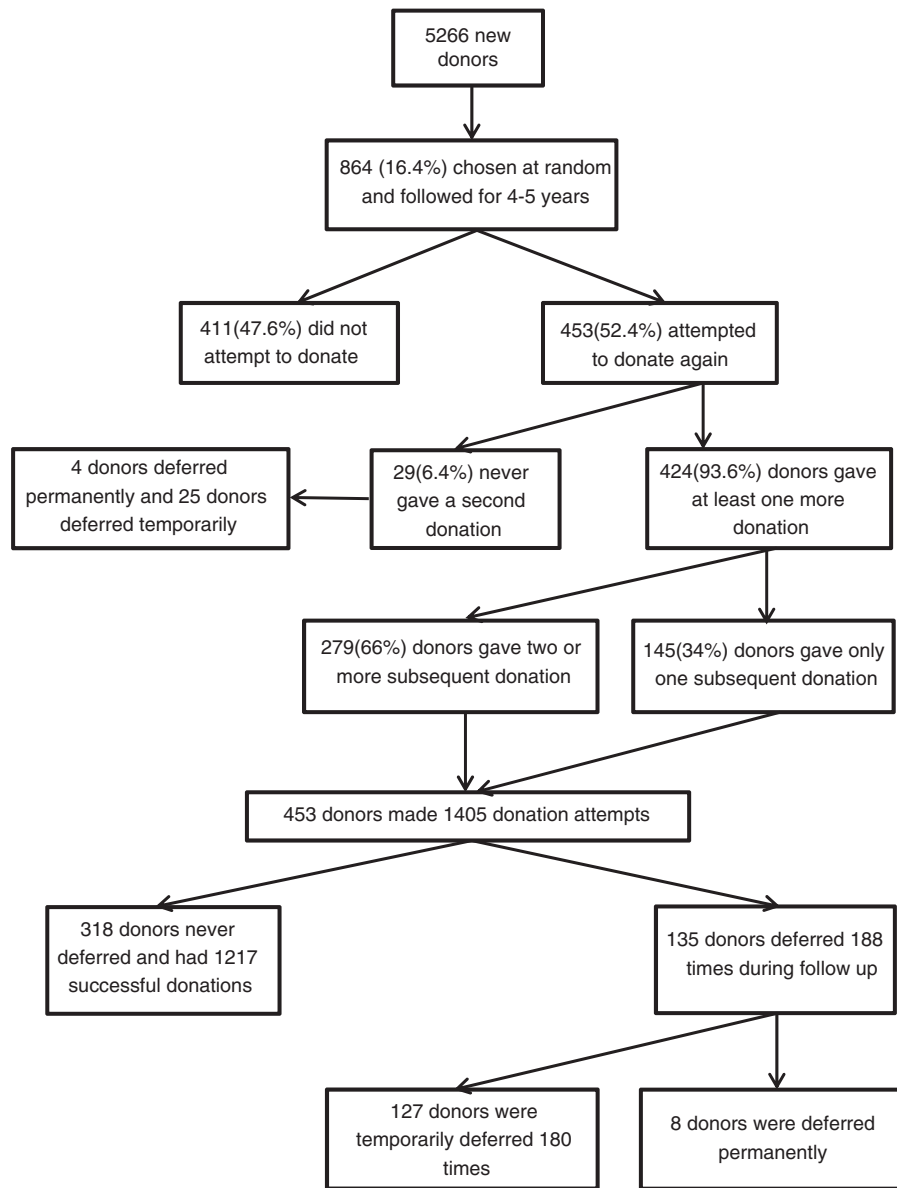 5266 new
donors
864 (16.4%) chosen at random
and followed for 4-5 years
411(47.6%) did not
attempt to donate
453(52.4%) attempted
to donate again
4 donors deferred
permanently and 25 donors
deferred temporarily
29(6.4%) never
gave a second
donation
424(93.6%) donors gave
at least one more
donation
279(66%) donors gave two or
more subsequent donation
145(34%) donors gave only
one subsequent donation
453 donors made 1405 donation attempts
318 donors never
deferred and had 1217
successful donations
135 donors deferred 188
times during follow up
127 donors were
temporarily deferred 180
times
8 donors were deferred
permanently